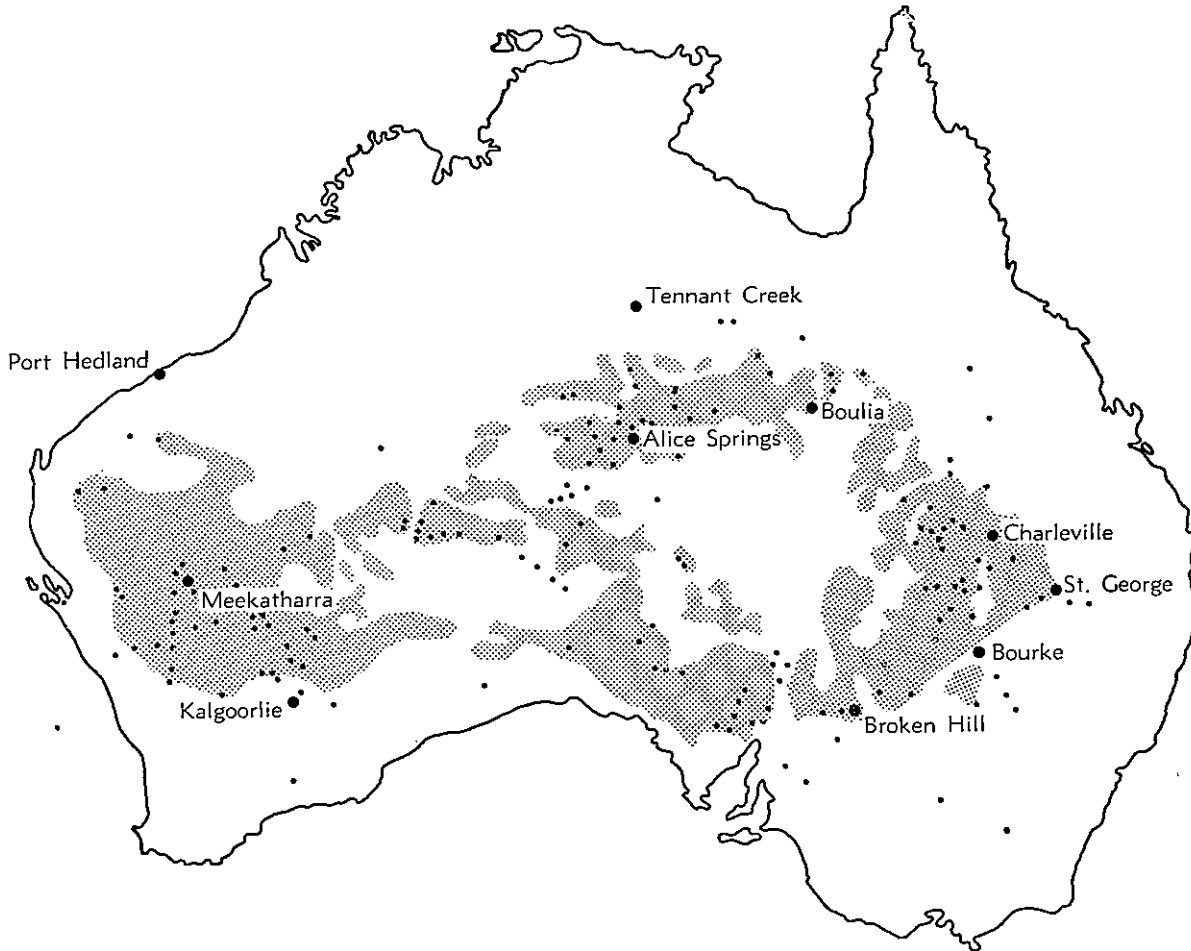 Tennant Creek
Port Hedland
Boulia
Alice Springs
Charleville
Meekatharra
St. George
Bourke
Kalgoorlie
Broken Hill